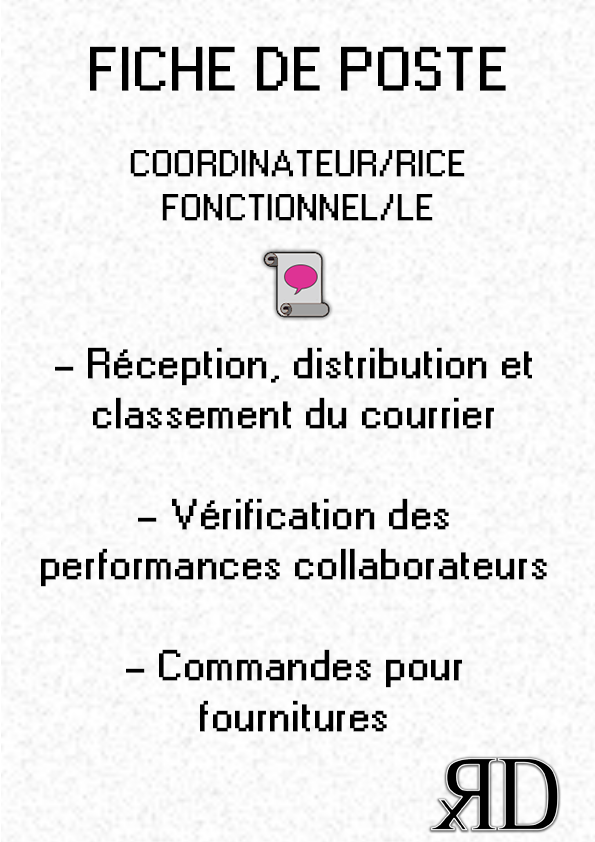 FICHE DE POSTE
COORDINATEUR/RICE
FONCTIONNEL/LE
- Réception, distribution et
classement du courrier
- Vérification des
performances collaborateurs
- Commandes pour
fournitures
xRD